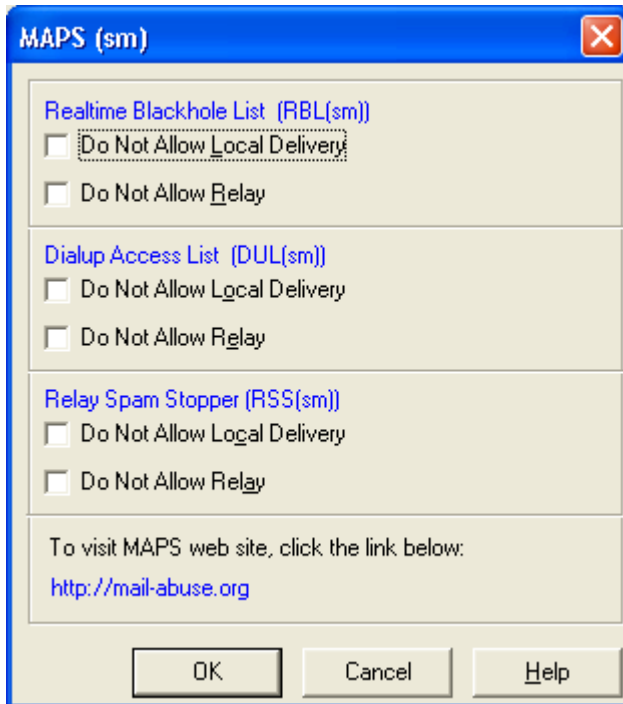 MAPS (sm)
Realtime Blackhole List (RBL(sm))
Do Not Allow Local Delivery
Do Not Allow Relay
Dialup Access List (DUL(sm))
Do Not Allow Local Delivery
Do Not Allow Relay
Relay Spam Stopper (RSS(sm))
Do Not Allow Local Delivery
Do Not Allow Relay
To visit MAPS web site, click the link below:
http://mail-abuse.org
OK Cancel Help